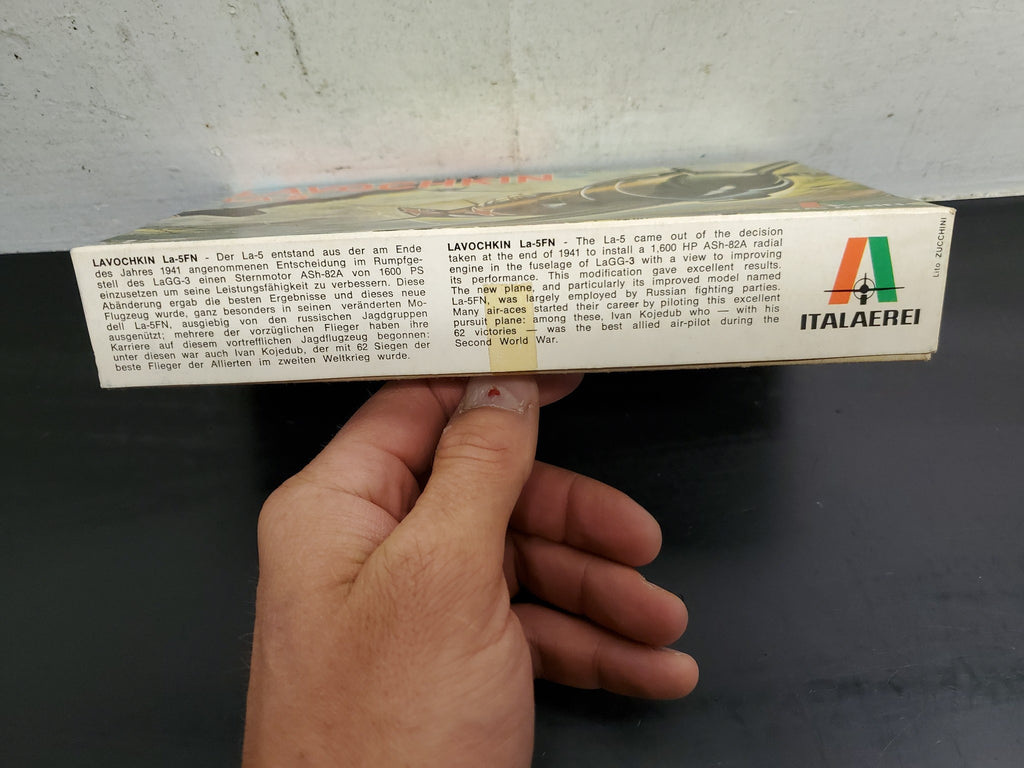 LAVOCHKIN La-5FN - Der La-5 entstand aus der am Ende
des Jahres 1941 angenommenen Entscheidung im Rumpfge-
stell des LaGG-3 einen Sternmotor ASh-82A von 1600 PS
einzusetzen um seine Leistungsfähigkeit zu verbessern. Diese
Abänderung ergab die besten Ergebnisse und dieses neue
Flugzeug wurde, ganz besonders in seinen veränderten Mo-
dell La-5FN, ausgiebig von den russischen Jagdgruppen
ausgenützt; mehrere der vorzüglichen Flieger haben ihre
Karriere auf diesem vortrefflichen Jagdflugzeug begonnen:
unter diesen war auch Ivan Kojedub, der mit 62 Siegen der
beste Flieger der Allierten im zweiten Weltkrieg wurde.
LAVOCHKIN La-5FN - The La-5 came out of the decision
taken at the end of 1941 to install a 1.600 HP ASh-82A radial
engine in the fuselage of LaGG-3 with a view to improving
its performance. This modification gave excellent results.
The new plane, and particularly its improved model named
La-5FN, was largely employed by Russian fighting parties.
Many air-aces started their career by piloting this excellent
pursuit plane: among these, Ivan Kojedub who — with his
62 victories — was the best allied air-pilot during the
Second World War.
ITALAEREI
Lito ZUCCHINI